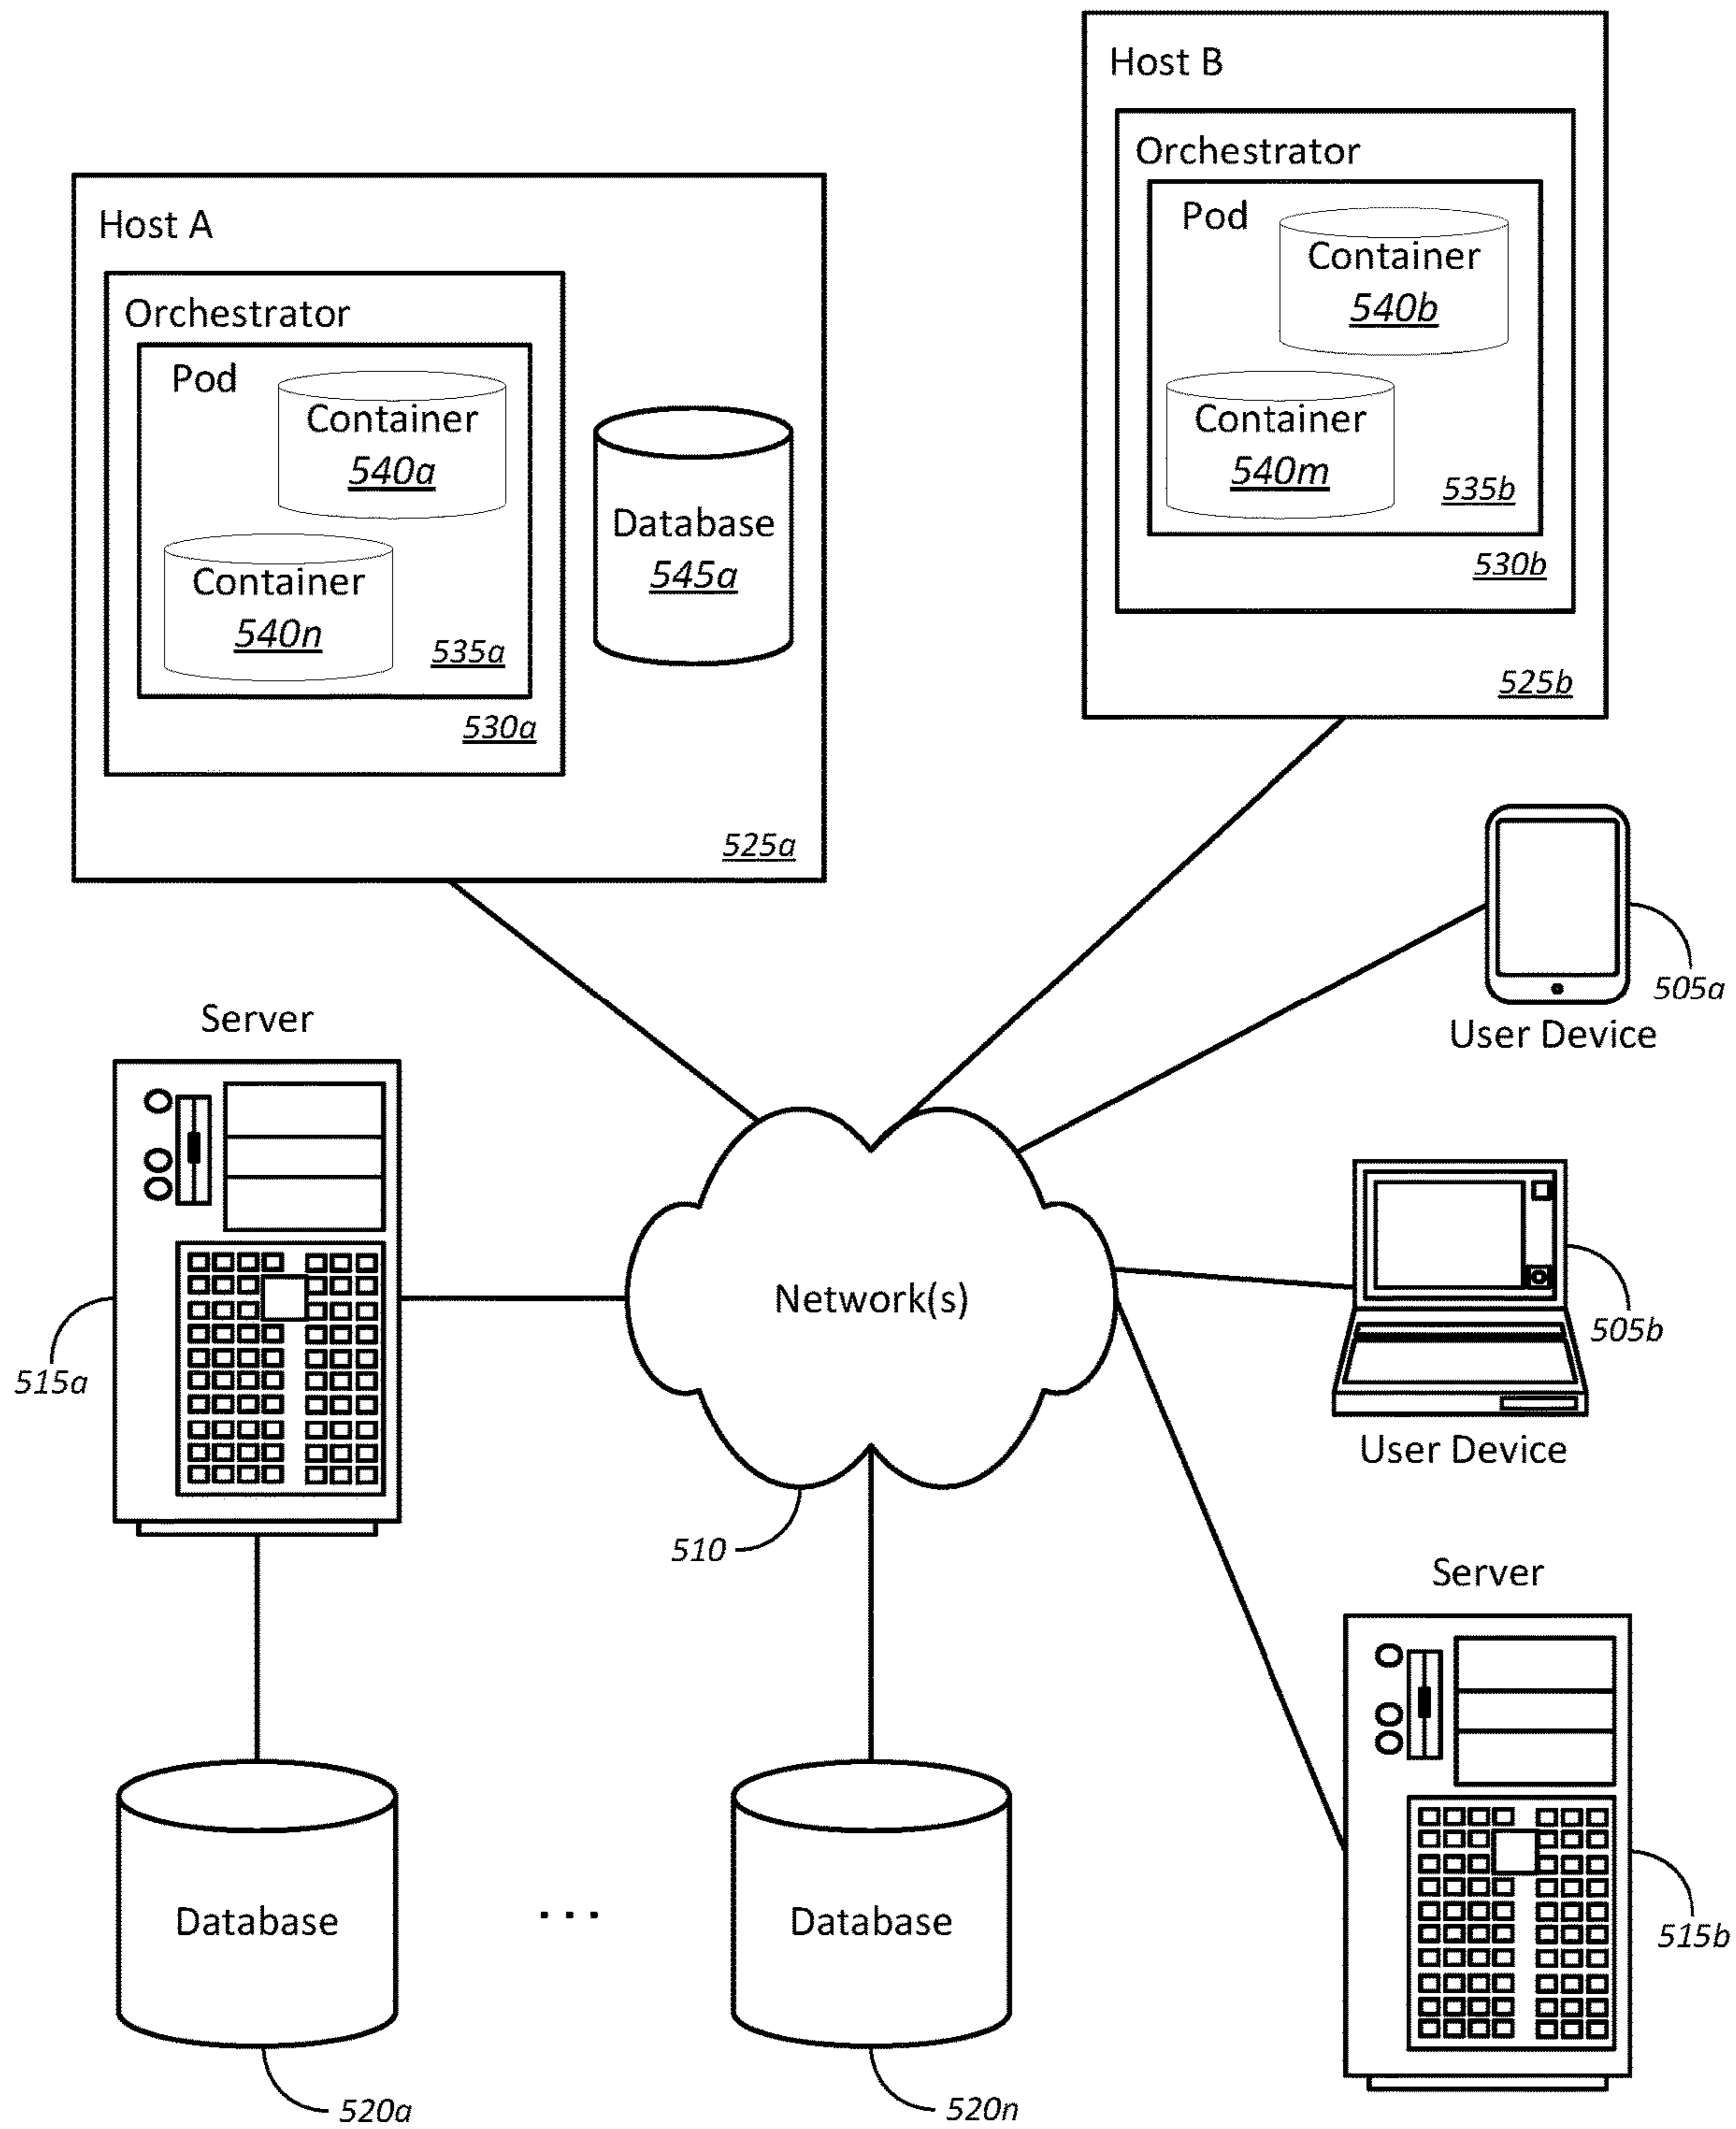 Host B
Orchestrator
Pod
Container
540b
Container
540m
535b
530b
525b
Host A
Orchestrator
Pod
Container
540a
Container
540n
535a
530a
Database
545a
525a
505a
User Device
Server
515a
Network(s)
510
505b
User Device
Server
515b
Database
520a
...
Database
520n